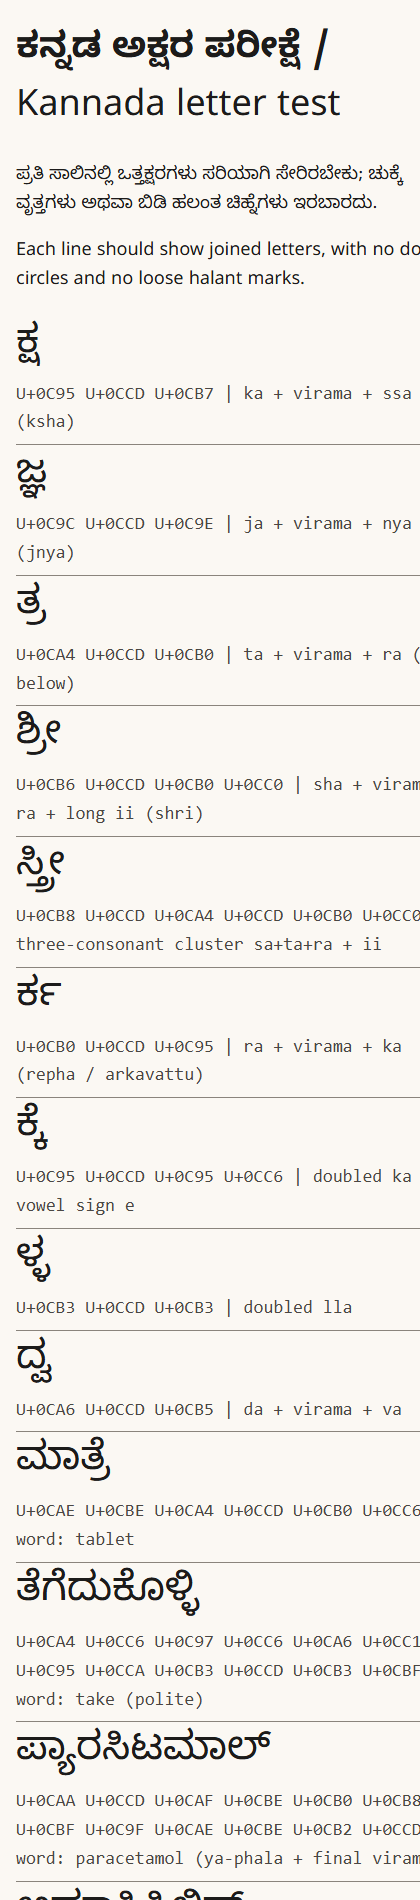 ಕನ್ನಡ ಅಕ್ಷರ ಪರೀಕ್ಷೆ /
Kannada letter test
ಪ್ರತಿ ಸಾಲಿನಲ್ಲಿ ಒತ್ತಕ್ಷರಗಳು ಸರಿಯಾಗಿ ಸೇರಿರಬೇಕು; ಚುಕ್ಕೆ
ವೃತ್ತಗಳು ಅಥವಾ ಬಿಡಿ ಹಲಂತ ಚಿಹ್ನೆಗಳು ಇರಬಾರದು.
Each line should show joined letters, with no do
circles and no loose halant marks.
ಕ್ಷ
U+0C95 U+0CCD U+0CB7 | ka + virama + ssa
(ksha)
ಜ್ಞ
U+0C9C U+0CCD U+0C9E | ja + virama + nya
(jnya)
ತ್ರ
U+0CA4 U+0CCD U+0CB0 | ta + virama + ra (
below)
ಶ್ರೀ
U+0CB6 U+0CCD U+0CB0 U+0CC0 | sha + viram
ra + long ii (shri)
ಸ್ತ್ರೀ
U+0CB8 U+0CCD U+0CA4 U+0CCD U+0CB0 U+0CC0
three-consonant cluster sa+ta+ra + ii
ರ್ಕ
U+0CB0 U+0CCD U+0C95 | ra + virama + ka
(repha / arkavattu)
ಕ್ಕೆ
U+0C95 U+0CCD U+0C95 U+0CC6 | doubled ka
vowel sign e
ಳ್ಳ
U+0CB3 U+0CCD U+0CB3 | doubled lla
ದ್ವ
U+0CA6 U+0CCD U+0CB5 | da + virama + va
ಮಾತ್ರೆ
U+0CAE U+0CBE U+0CA4 U+0CCD U+0CB0 U+0CC6
word: tablet
ತೆಗೆದುಕೊಳ್ಳಿ
U+0CA4 U+0CC6 U+0C97 U+0CC6 U+0CA6 U+0CC1
U+0C95 U+0CCA U+0CB3 U+0CCD U+0CB3 U+0CBF
word: take (polite)
ಪ್ಯಾರಸಿಟಮಾಲ್
U+0CAA U+0CCD U+0CAF U+0CBE U+0CB0 U+0CB8
U+0CBF U+0C9F U+0CAE U+0CBE U+0CB2 U+0CCD
word: paracetamol (ya-phala + final viram